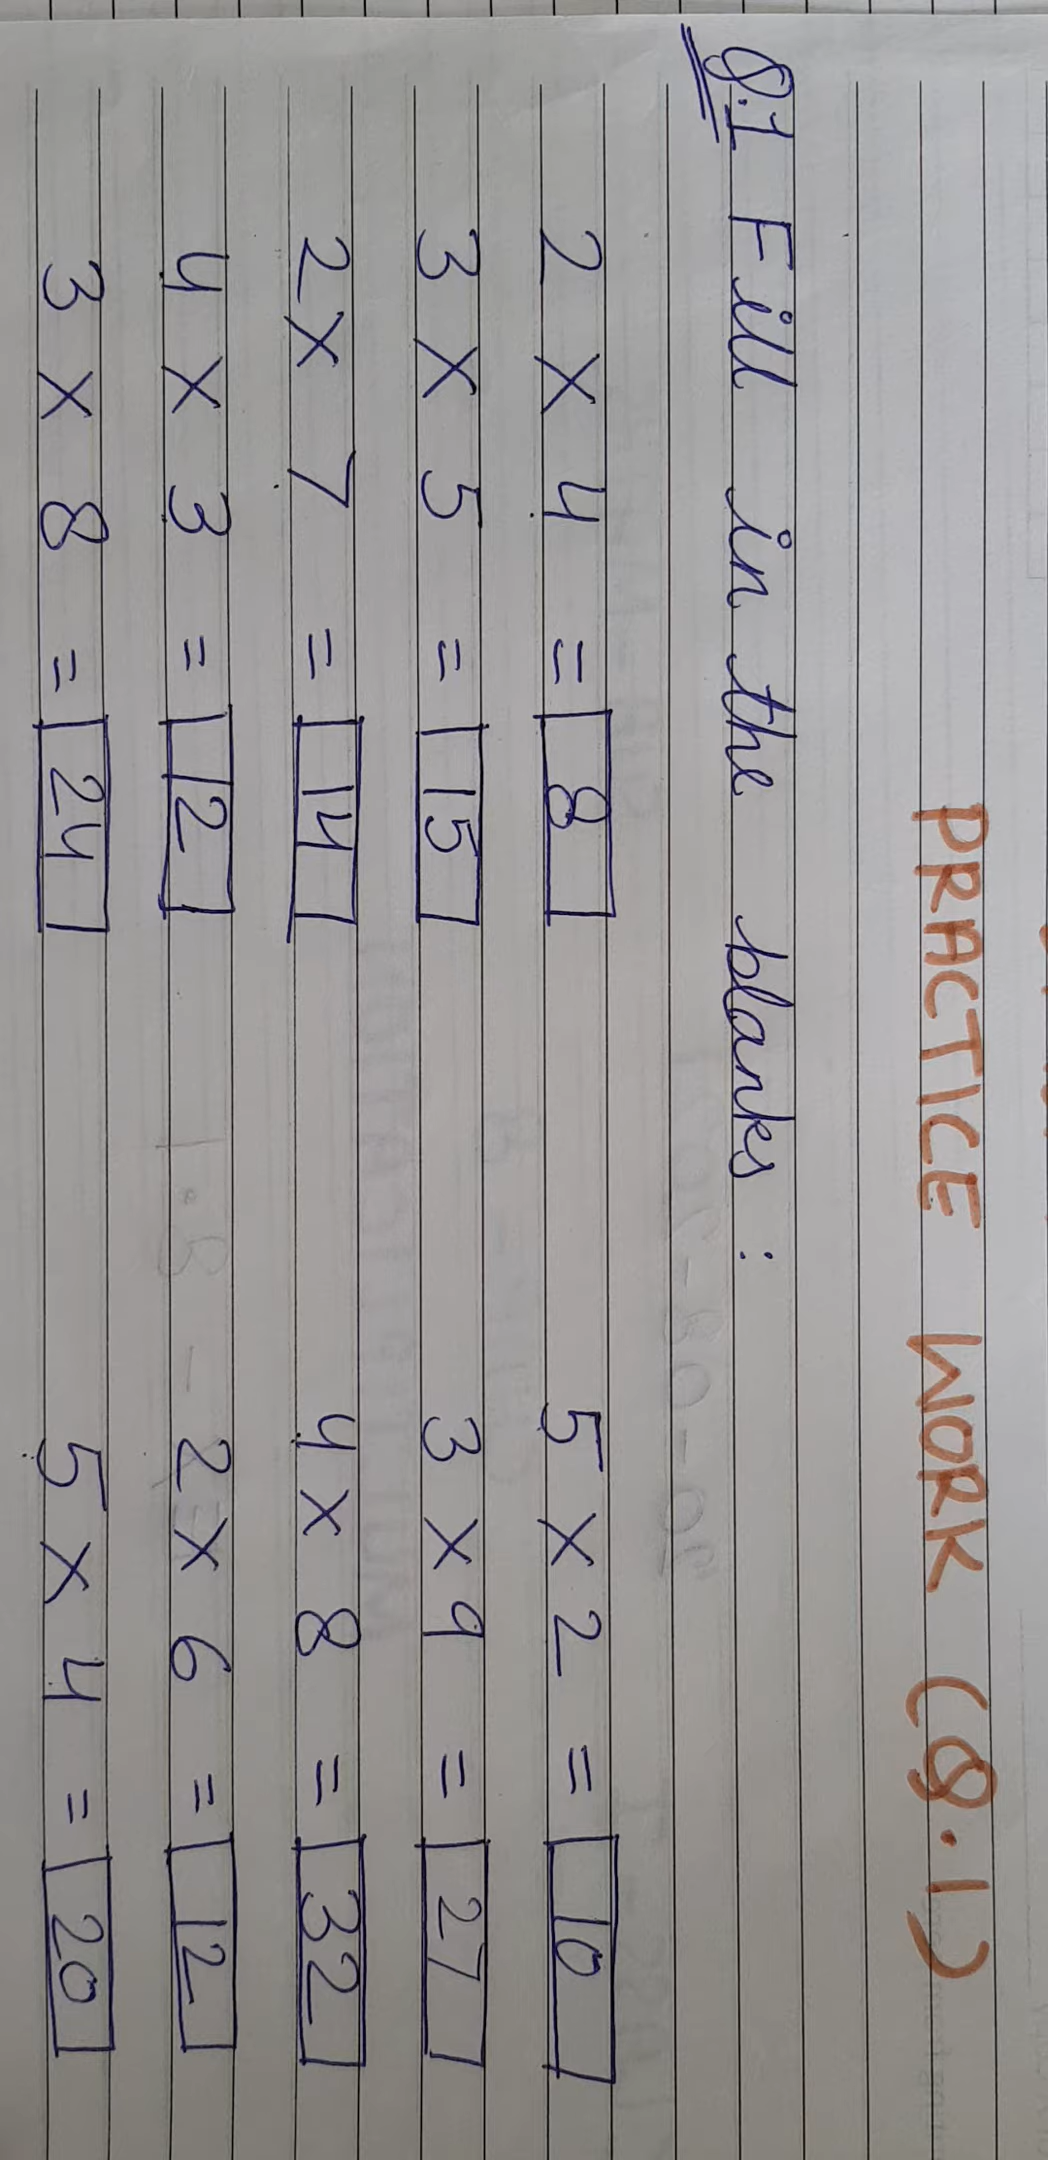 PRACTICE WORK (8.1)
Q.1 Fill in the blanks :
2 × 4 = 8 5 × 2 = 10
3 × 5 = 15 3 × 9 = 27
2 × 7 = 14 4 × 8 = 32
4 × 3 = 12 2 × 6 = 12
3 × 8 = 24 5 × 4 = 20